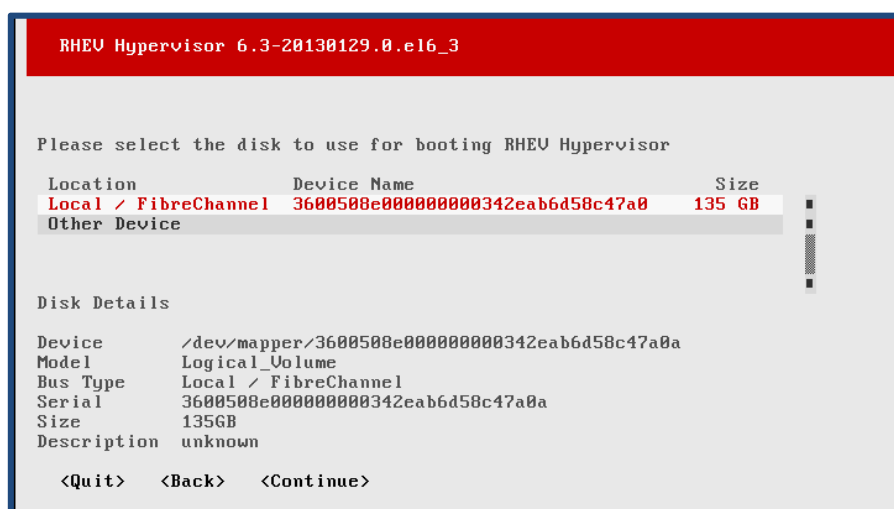 RHEV Hypervisor 6.3-20130129.0.el6_3
Please select the disk to use for booting RHEV Hypervisor
Location Device Name Size
Local / FibreChannel 3600508e000000000342eab6d58c47a0 135 GB
Other Device
Disk Details
Device /dev/mapper/3600508e000000000342eab6d58c47a0a
Model Logical_Volume
Bus Type Local / FibreChannel
Serial 3600508e000000000342eab6d58c47a0a
Size 135GB
Description unknown
<Quit> <Back> <Continue>